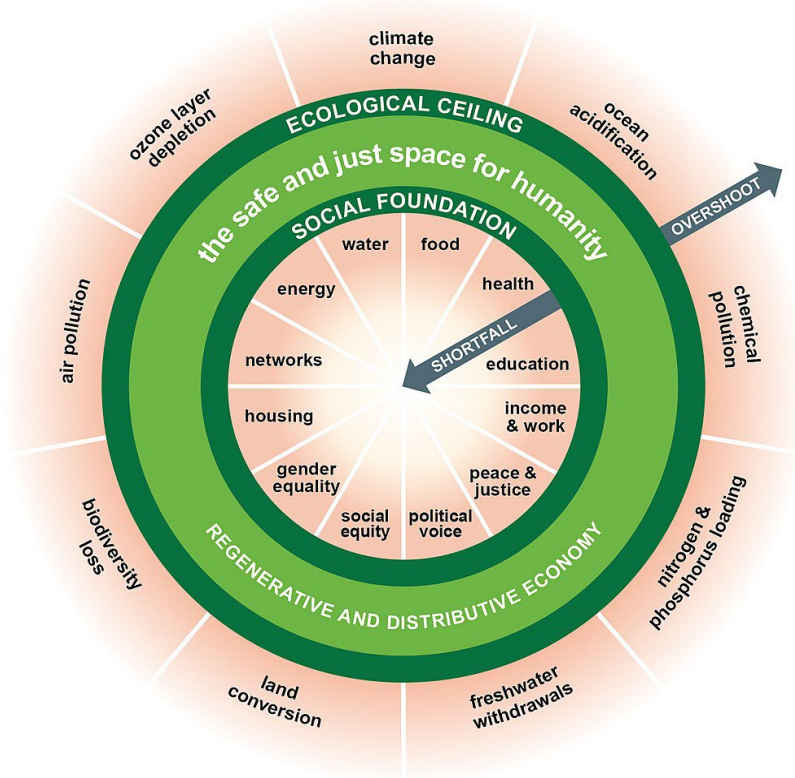 climate
change
ocean
acidification
chemical
pollution
nitrogen &
phosphorus loading
freshwater
withdrawals
land
conversion
biodiversity
loss
air pollution
ozone layer
depletion
OVERSHOOT
ECOLOGICAL CEILING
the safe and just space for humanity
SOCIAL FOUNDATION
water
food
health
SHORTFALL
education
income
& work
peace &
justice
political
voice
social
equity
gender
equality
housing
networks
energy
REGENERATIVE AND DISTRIBUTIVE ECONOMY